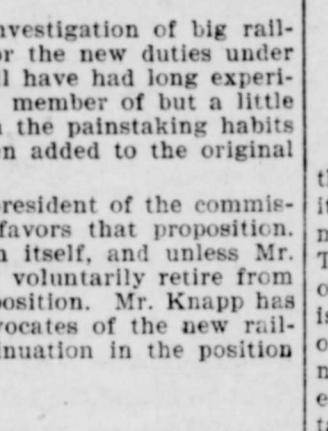 nvestigation of big rail-
or the new duties under
l have had long experi-
member of but a little
the painstaking habits
n added to the original
resident of the commis-
favors that proposition.
itself, and unless Mr.
voluntarily retire from
osition. Mr. Knapp has
vocates of the new rail-
inuation in the position